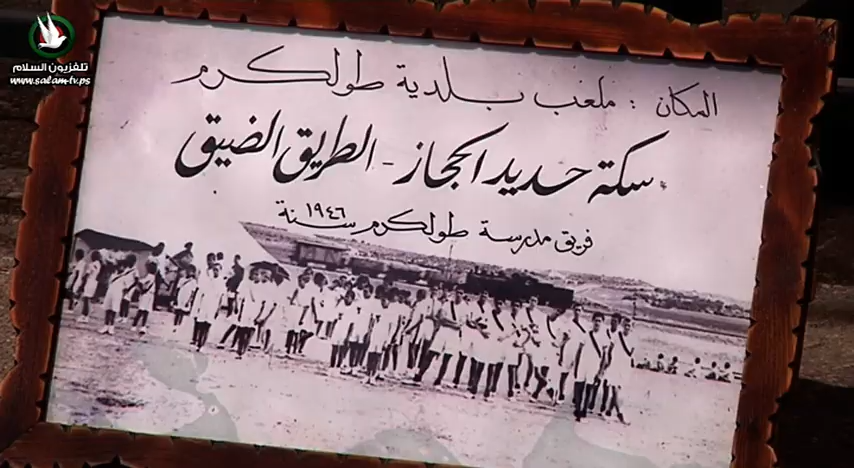 تلفزيون السلام
www.salam-tv.ps
المكان : ملعب بلدية طولكرم
سكة حديد الحجاز - الطريق الضيق
فريق مدرسة طولكرم سنة ١٩٤٦